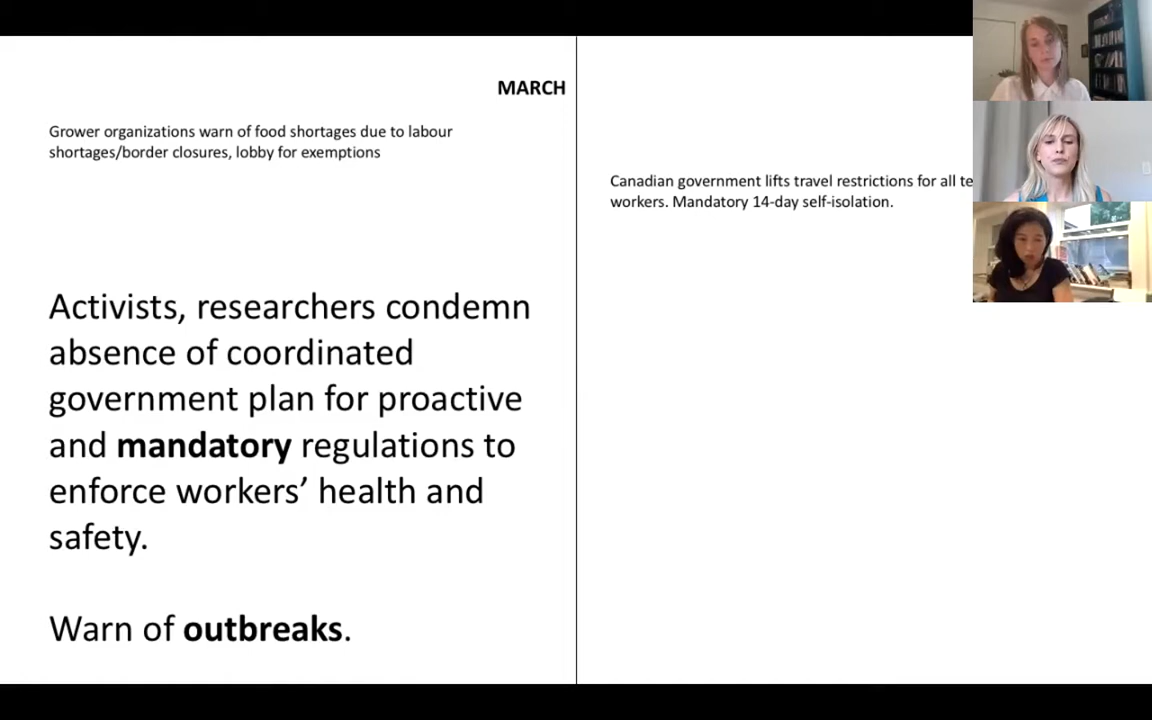 MARCH
Grower organizations warn of food shortages due to labour
shortages/border closures, lobby for exemptions
Canadian government lifts travel restrictions for all
workers. Mandatory 14-day self-isolation.
Activists, researchers condemn
absence of coordinated
government plan for proactive
and mandatory regulations to
enforce workers’ health and
safety.
Warn of outbreaks.